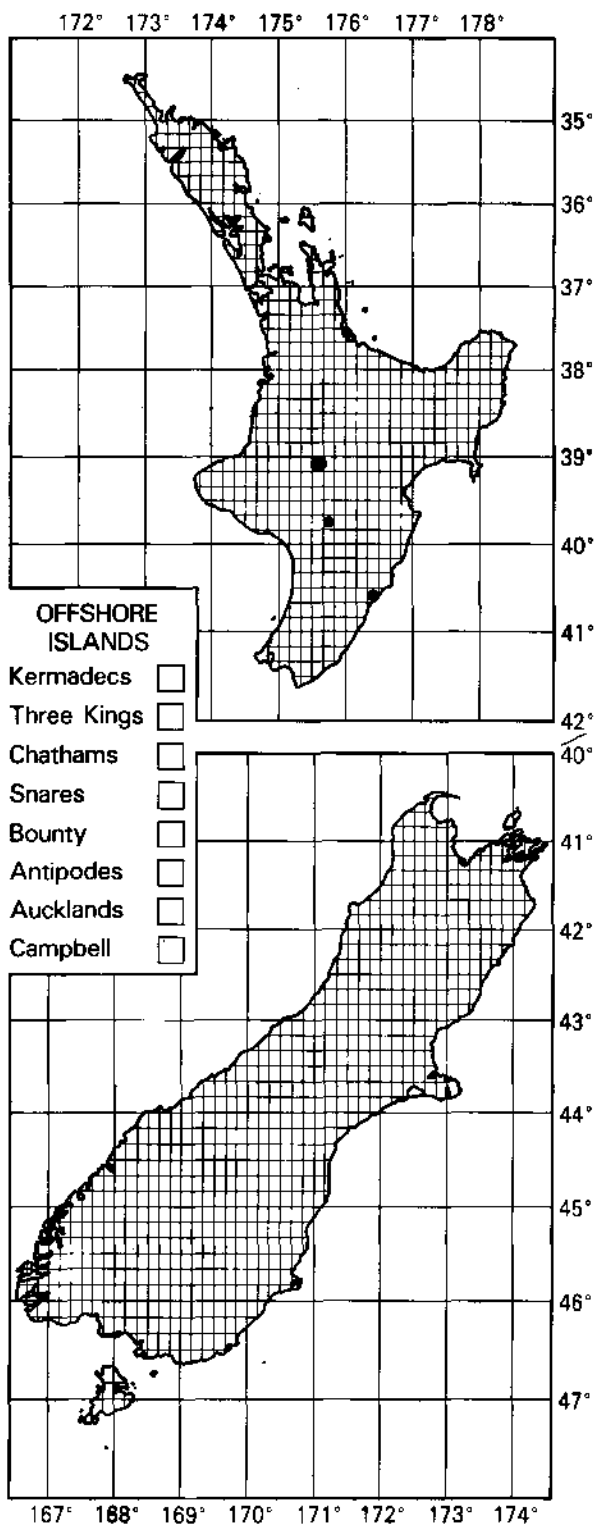 172° 173° 174° 175° 176° 177° 178°
35°
36°
37°
38°
39°
40°
41°
42°
OFFSHORE
ISLANDS
Kermadecs
Three Kings
Chathams
Snares
Bounty
Antipodes
Aucklands
Campbell
40°
41°
42°
43°
44°
45°
46°
47°
167° 168° 169° 170° 171° 172° 173° 174°